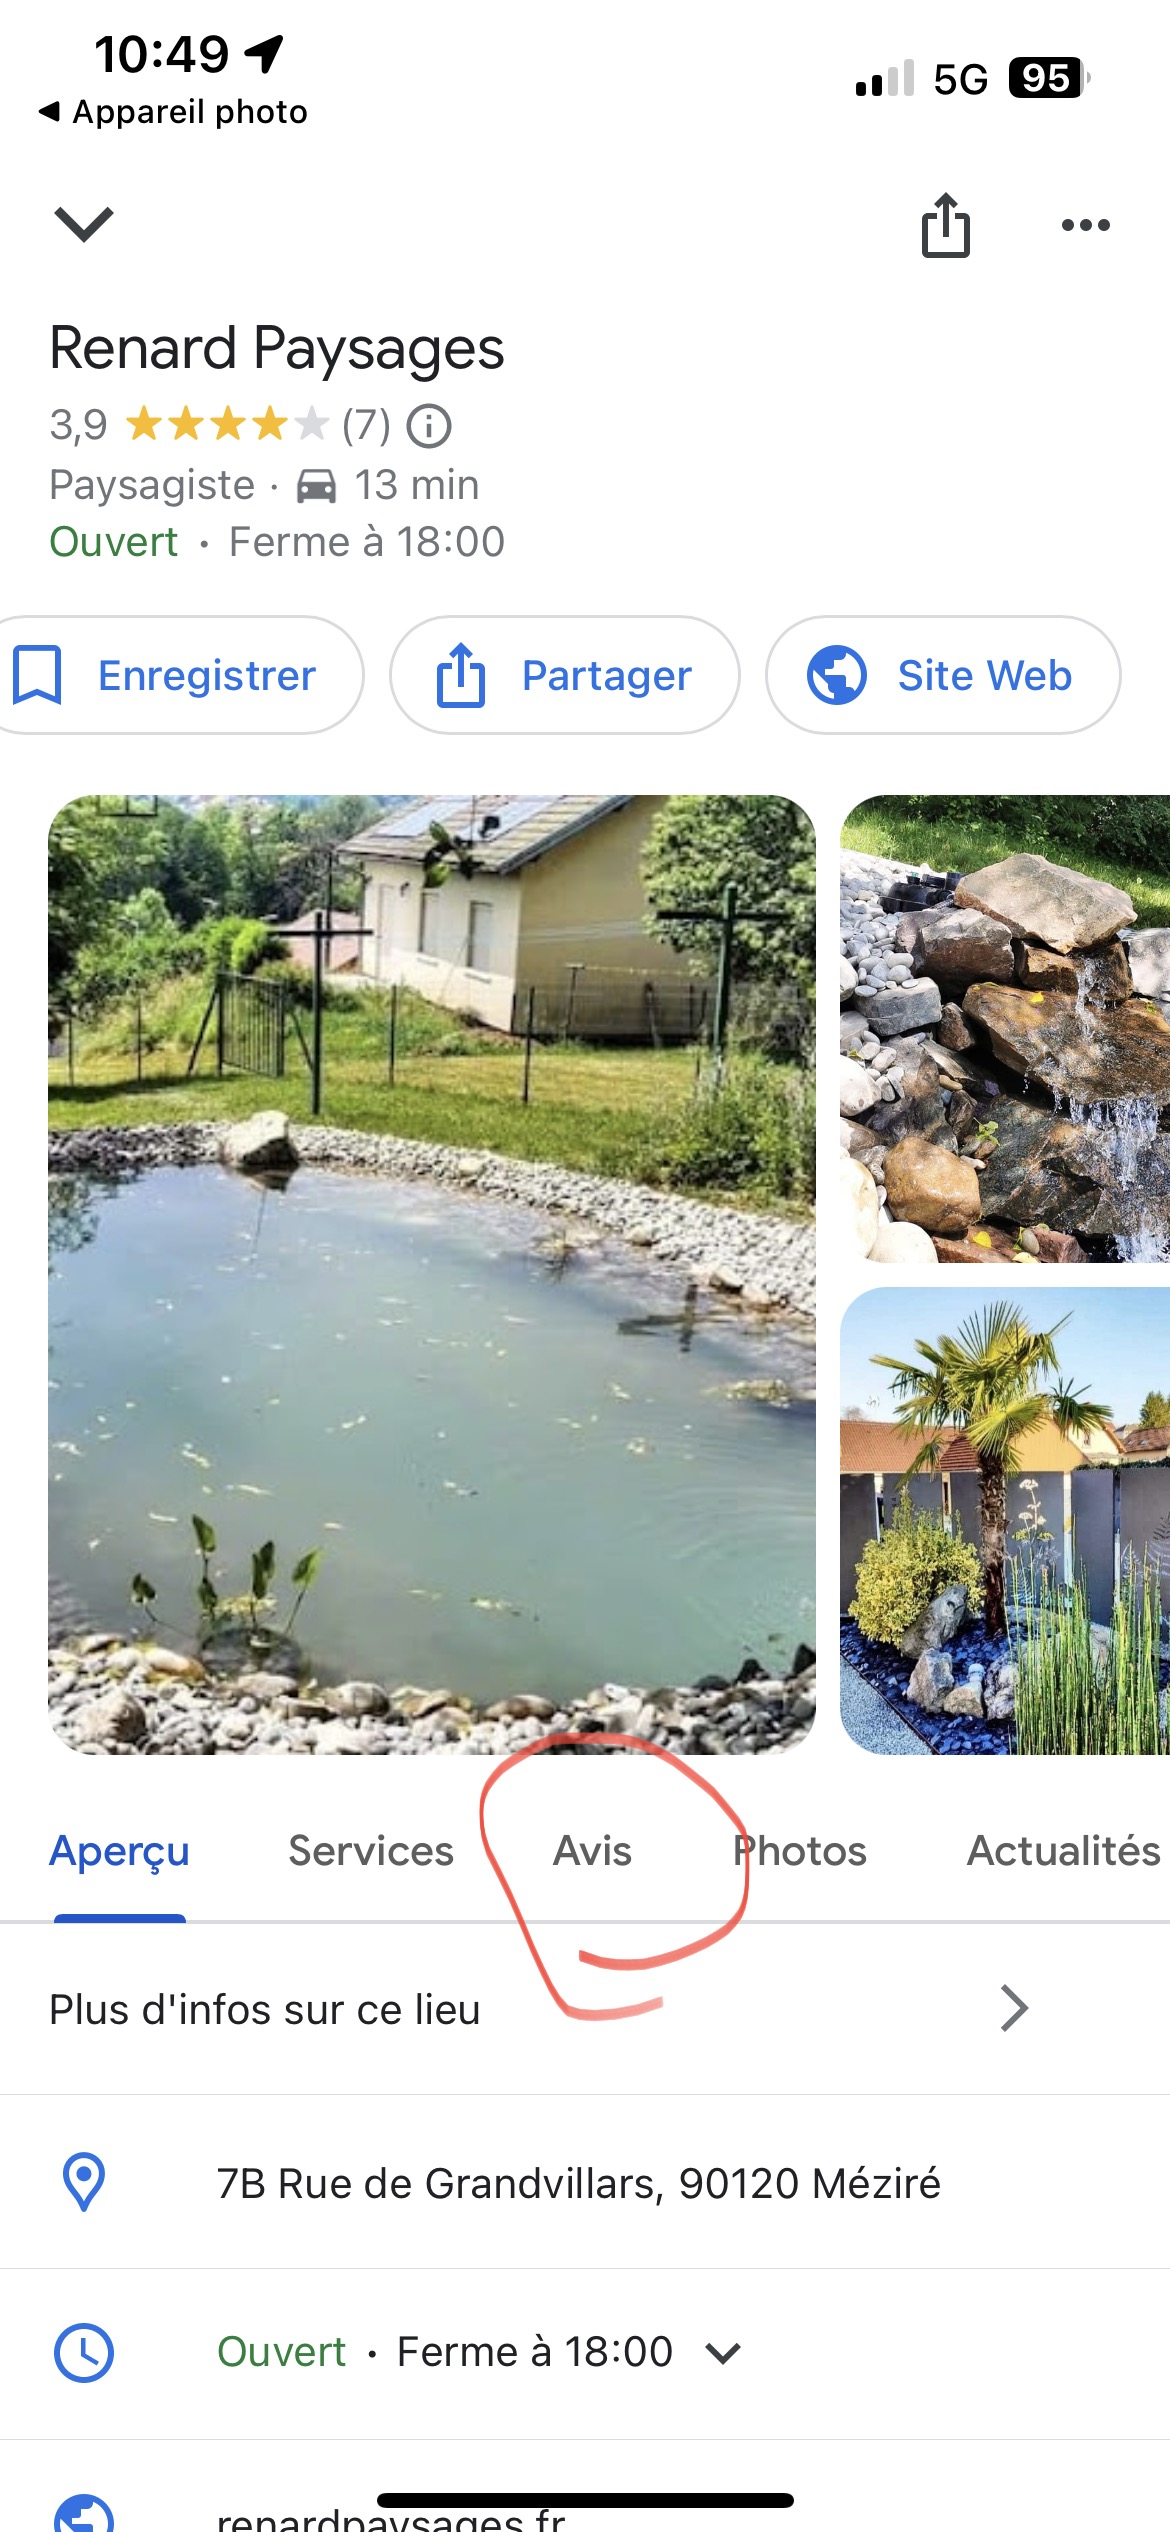 10:49
5G 95
◀ Appareil photo
Renard Paysages
3,9 (7)
Paysagiste · 13 min
Ouvert · Ferme à 18:00
Enregistrer
Partager
Site Web
Aperçu
Services
Avis
Photos
Actualités
Plus d'infos sur ce lieu
7B Rue de Grandvillars, 90120 Méziré
Ouvert · Ferme à 18:00
renardpaysages.fr